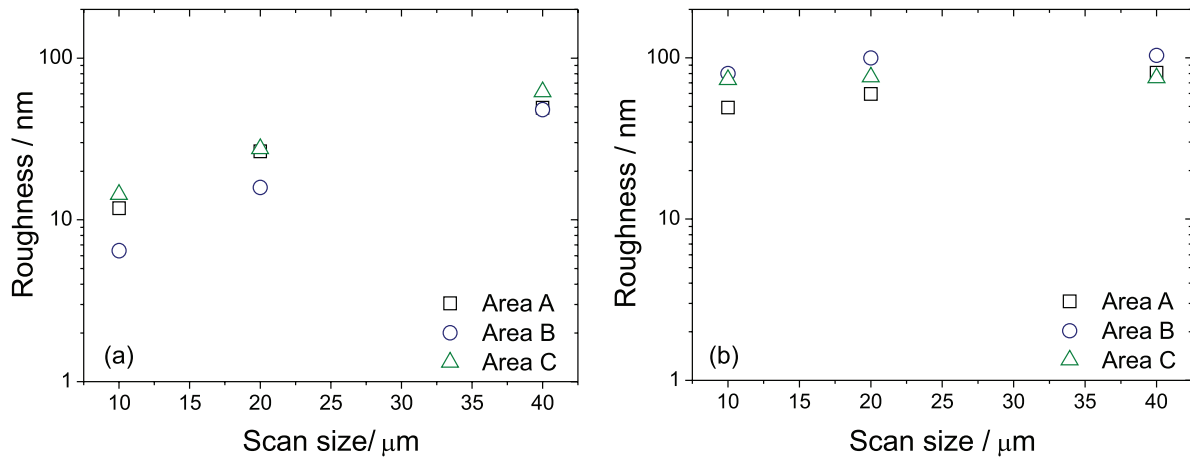 100
10
1
Roughness / nm
Area A
Area B
Area C
(a)
10 15 20 25 30 35 40
Scan size/ μm
100
10
1
Roughness / nm
Area A
Area B
Area C
(b)
10 15 20 25 30 35 40
Scan size / μm